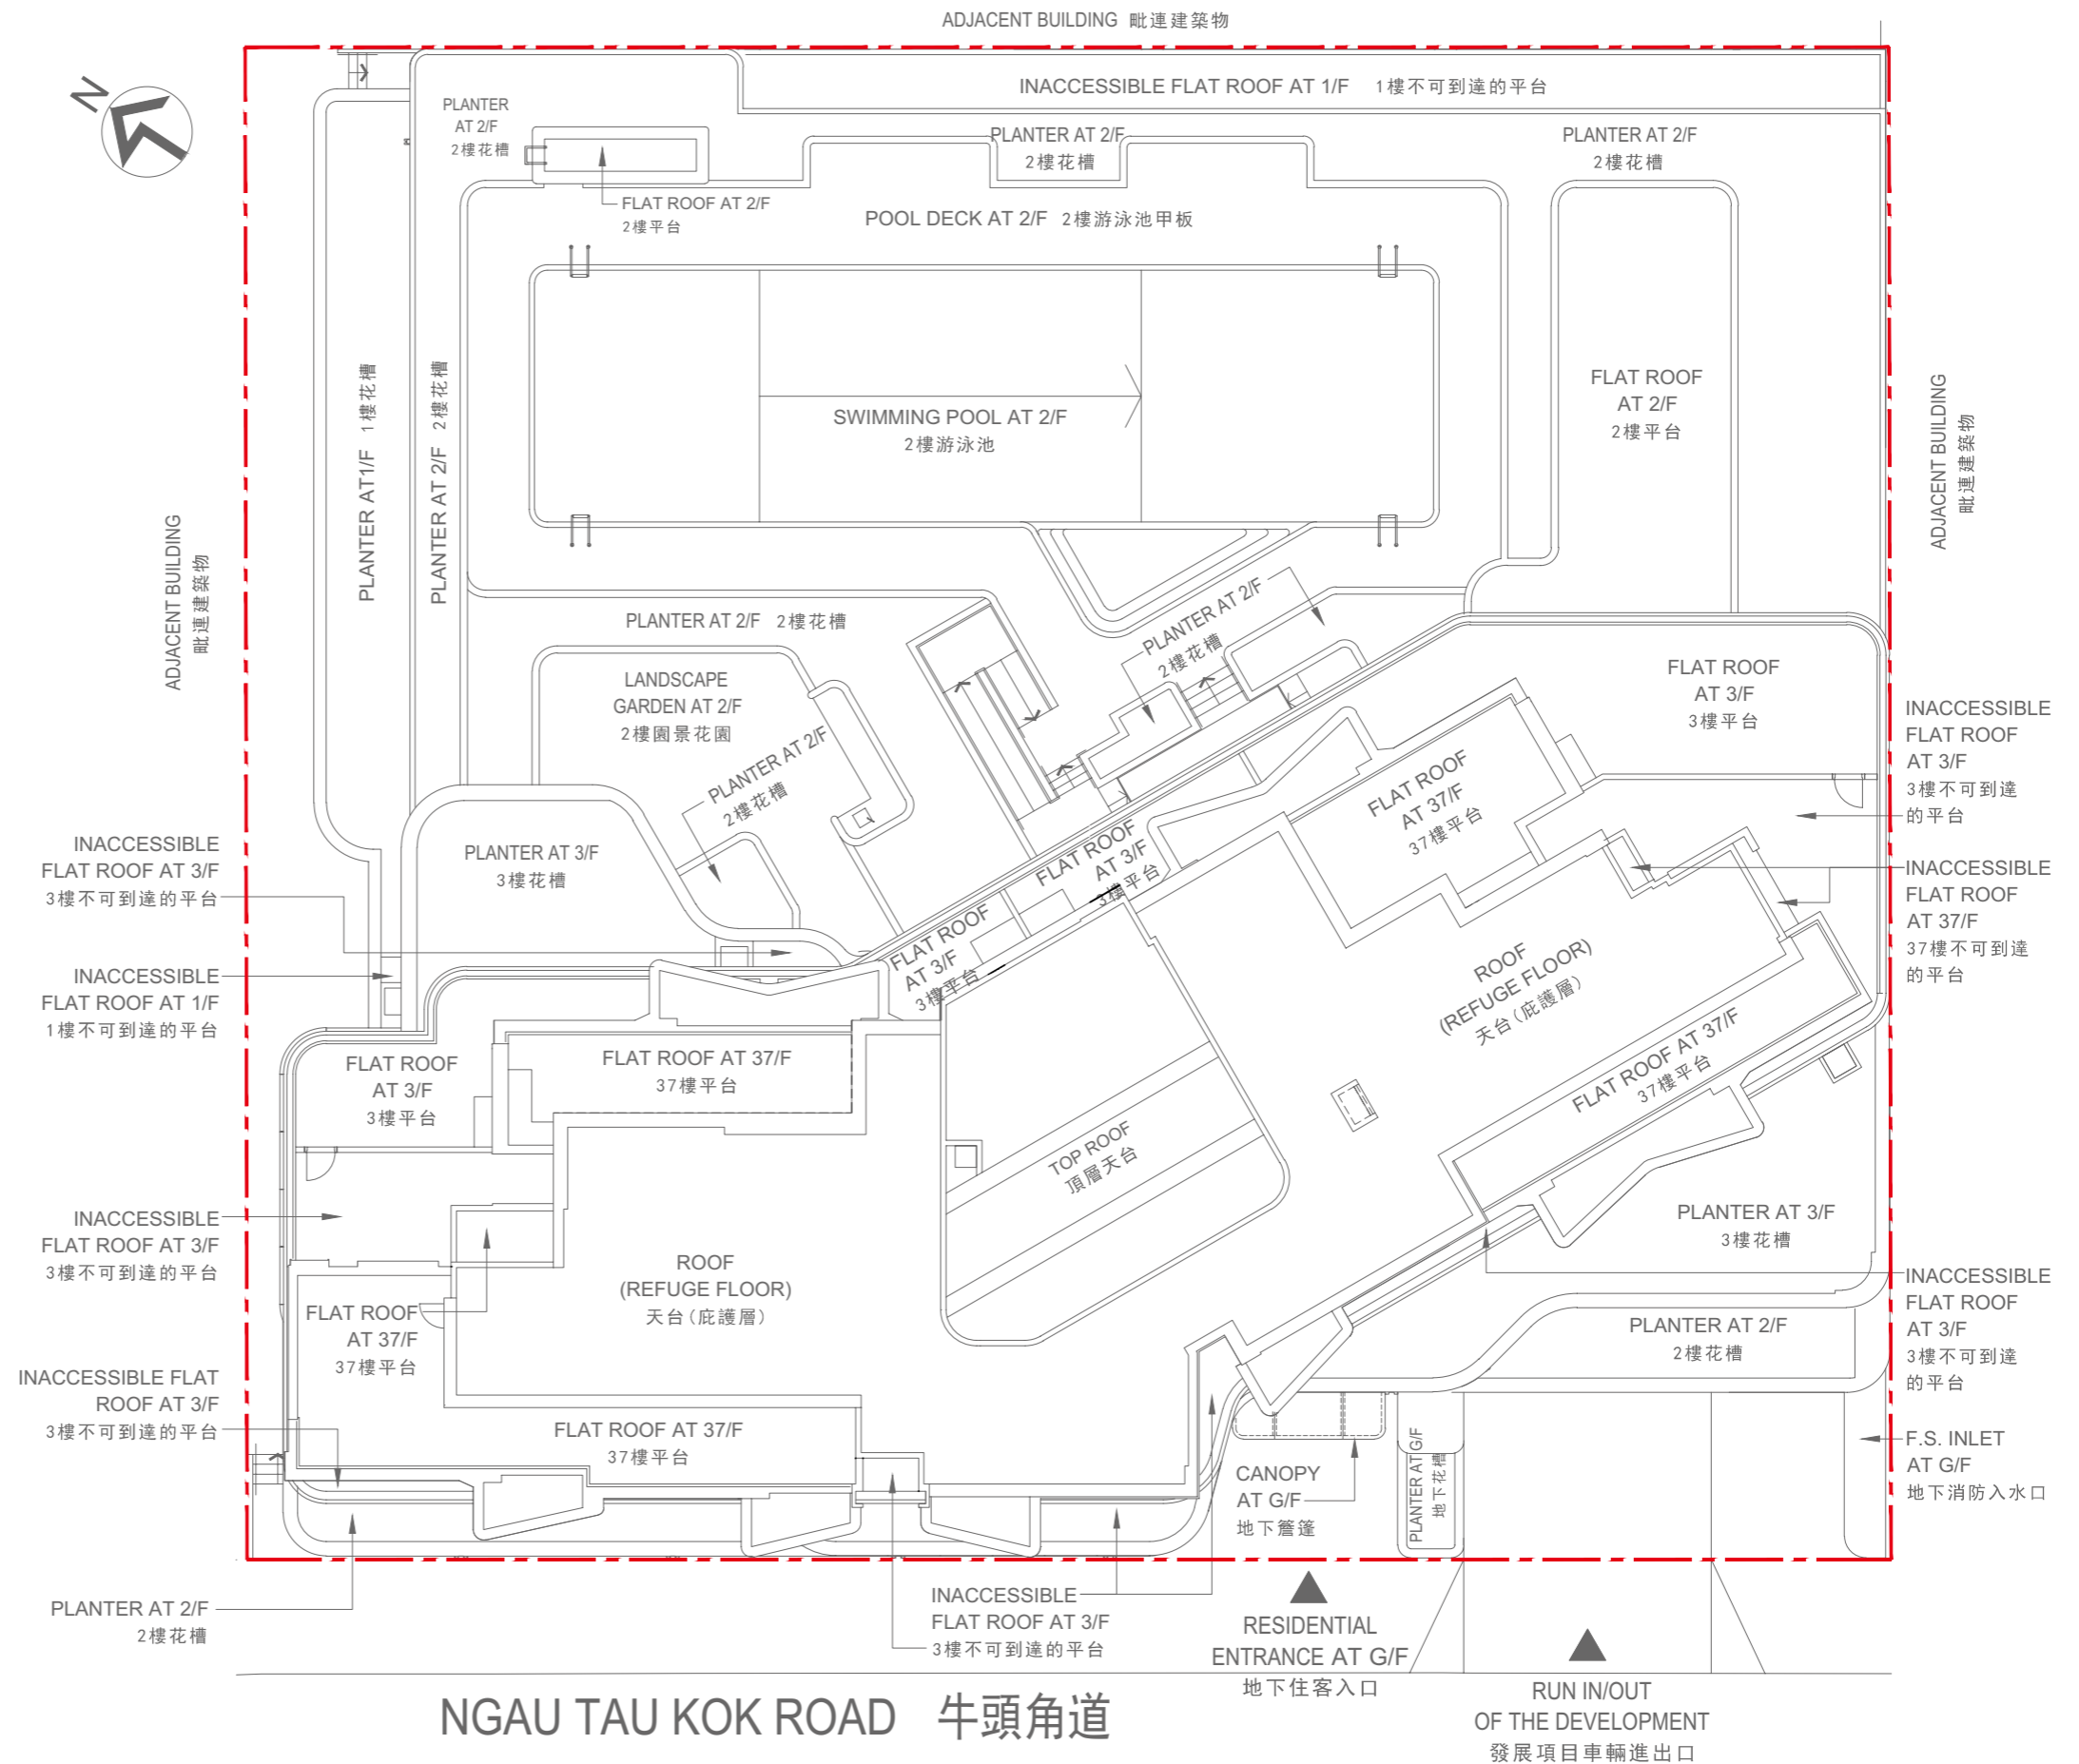 ADJACENT BUILDING 毗連建築物
N
INACCESSIBLE FLAT ROOF AT 1/F 1樓不可到達的平台
PLANTER
AT 2/F
2樓花槽
PLANTER AT 2/F
2樓花槽
PLANTER AT 2/F
2樓花槽
FLAT ROOF AT 2/F
2樓平台
POOL DECK AT 2/F 2樓游泳池甲板
PLANTER AT1/F 1樓花槽
PLANTER AT 2/F 2樓花槽
SWIMMING POOL AT 2/F
2樓游泳池
FLAT ROOF
AT 2/F
2樓平台
ADJACENT BUILDING
毗連建築物
ADJACENT BUILDING
毗連建築物
PLANTER AT 2/F 2樓花槽
PLANTER AT 2/F
2樓花槽
LANDSCAPE
GARDEN AT 2/F
2樓園景花園
PLANTER AT 2/F
2樓花槽
FLAT ROOF
AT 3/F
3樓平台
INACCESSIBLE
FLAT ROOF
AT 3/F
3樓不可到達
的平台
FLAT ROOF
AT 37/F
37樓平台
INACCESSIBLE
FLAT ROOF AT 3/F
3樓不可到達的平台
PLANTER AT 3/F
3樓花槽
FLAT ROOF
AT 3/F
3樓平台
INACCESSIBLE
FLAT ROOF
AT 37/F
37樓不可到達
的平台
FLAT ROOF
AT 3/F
3樓平台
ROOF
(REFUGE FLOOR)
天台(庇護層)
INACCESSIBLE
FLAT ROOF AT 1/F
1樓不可到達的平台
FLAT ROOF
AT 3/F
3樓平台
FLAT ROOF AT 37/F
37樓平台
FLAT ROOF AT 37/F
37樓平台
TOP ROOF
頂層天台
PLANTER AT 3/F
3樓花槽
INACCESSIBLE
FLAT ROOF AT 3/F
3樓不可到達的平台
ROOF
(REFUGE FLOOR)
天台(庇護層)
INACCESSIBLE
FLAT ROOF
AT 3/F
3樓不可到達
的平台
FLAT ROOF
AT 37/F
37樓平台
PLANTER AT 2/F
2樓花槽
INACCESSIBLE FLAT
ROOF AT 3/F
3樓不可到達的平台
FLAT ROOF AT 37/F
37樓平台
CANOPY
AT G/F
地下簷篷
PLANTER AT G/F
地下花槽
F.S. INLET
AT G/F
地下消防入水口
PLANTER AT 2/F
2樓花槽
INACCESSIBLE
FLAT ROOF AT 3/F
3樓不可到達的平台
RESIDENTIAL
ENTRANCE AT G/F
地下住客入口
RUN IN/OUT
OF THE DEVELOPMENT
發展項目車輛進出口
NGAU TAU KOK ROAD 牛頭角道